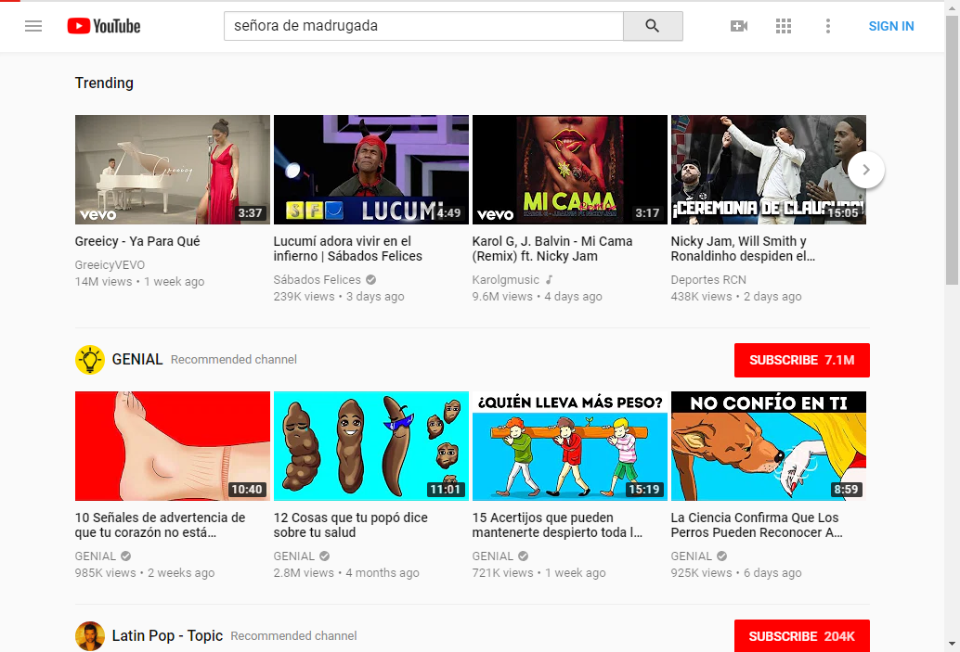 YouTube
señora de madrugada
SIGN IN
Trending
Greeicy
vevo
3:37
SFD LUCUMÍ
4:49
vevo
MI CAMA
3:17
¡CEREMONIA DE CLAUSURA!
15:05
Greeicy - Ya Para Qué
GreeicyVEVO
14M views • 1 week ago
Lucumí adora vivir en el
infierno | Sábados Felices
Sábados Felices
239K views • 3 days ago
Karol G, J. Balvin - Mi Cama
(Remix) ft. Nicky Jam
Karolgmusic
9.6M views • 4 days ago
Nicky Jam, Will Smith y
Ronaldinho despiden el...
Deportes RCN
438K views • 2 days ago
GENIAL Recommended channel
SUBSCRIBE 7.1M
10:40
11:01
¿QUIÉN LLEVA MÁS PESO?
15:19
NO CONFÍO EN TI
8:59
10 Señales de advertencia de
que tu corazón no está...
GENIAL
985K views • 2 weeks ago
12 Cosas que tu popó dice
sobre tu salud
GENIAL
2.8M views • 4 months ago
15 Acertijos que pueden
mantenerte despierto toda l...
GENIAL
721K views • 1 week ago
La Ciencia Confirma Que Los
Perros Pueden Reconocer A...
GENIAL
925K views • 6 days ago
Latin Pop - Topic Recommended channel
SUBSCRIBE 204K